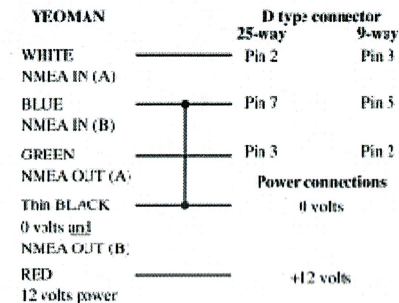 YEOMAN D type connector
25-way 9-way
WHITE Pin 2 Pin 3
NMEA IN (A)
BLUE Pin 7 Pin 5
NMEA IN (B)
GREEN Pin 3 Pin 2
NMEA OUT (A)
Power connections
Thin BLACK 0 volts
0 volts and
NMEA OUT (B)
RED +12 volts
12 volts power